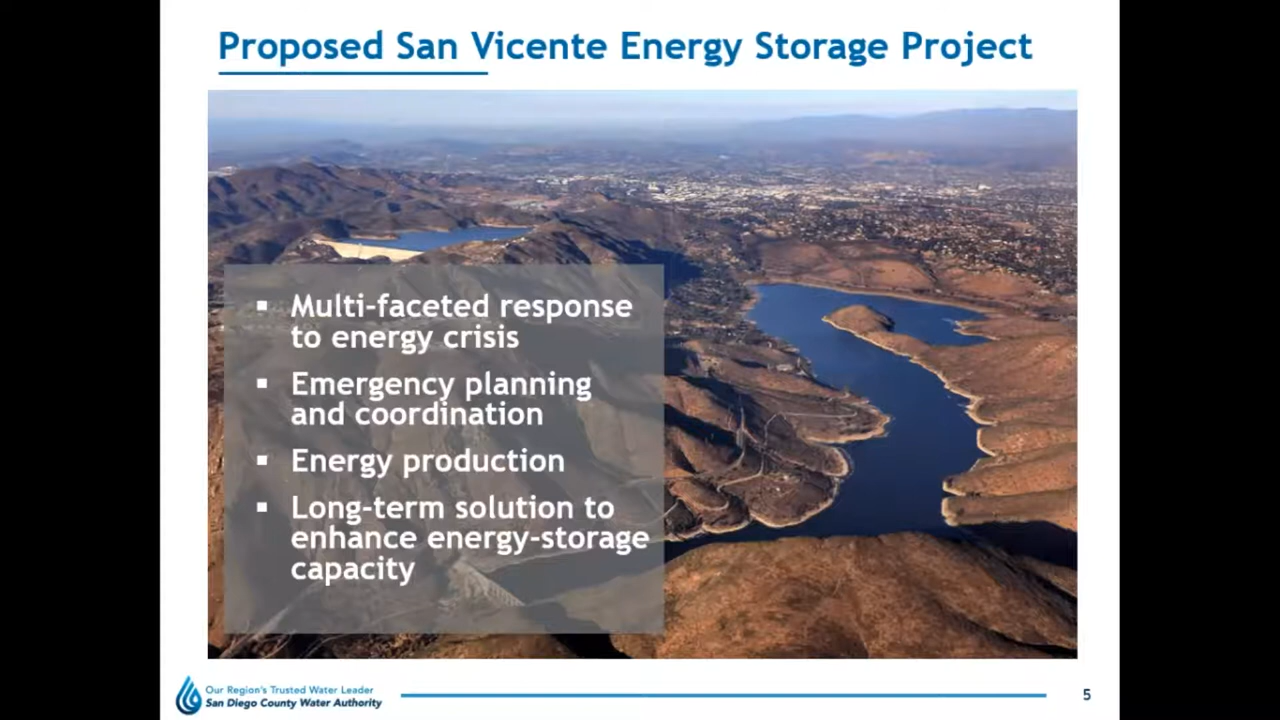 Proposed San Vicente Energy Storage Project
▪ Multi-faceted response
to energy crisis
▪ Emergency planning
and coordination
▪ Energy production
▪ Long-term solution to
enhance energy-storage
capacity
Our Region's Trusted Water Leader
San Diego County Water Authority
5